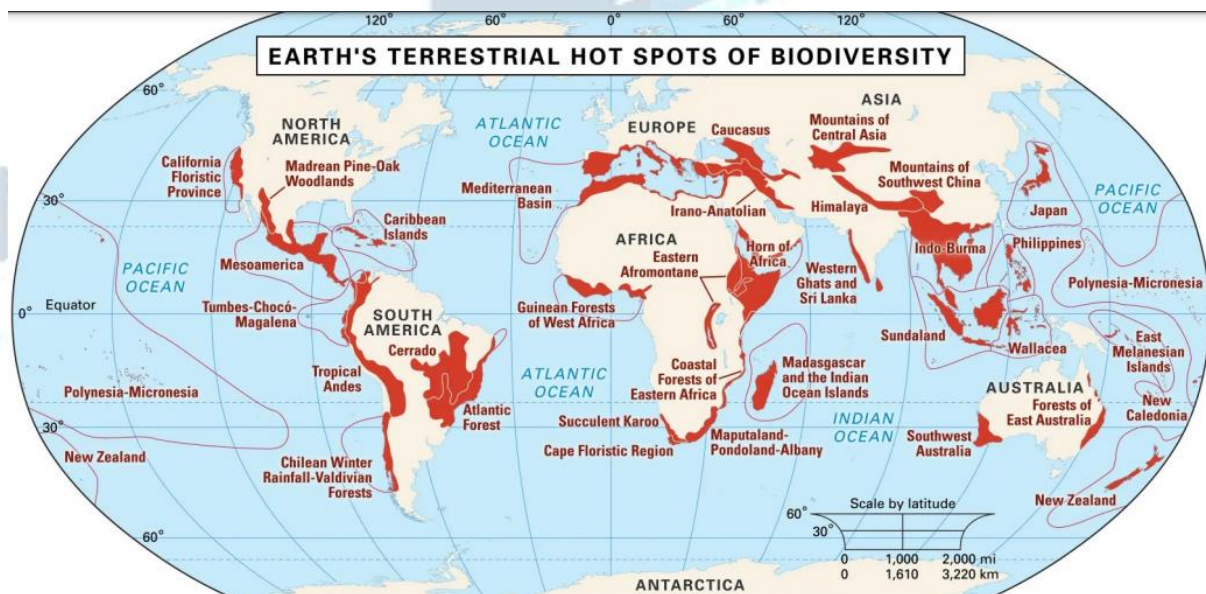 120°
60°
0°
60°
120°
EARTH'S TERRESTRIAL HOT SPOTS OF BIODIVERSITY
60°
ASIA
NORTH
AMERICA
ATLANTIC
OCEAN
EUROPE
Caucasus
Mountains of
Central Asia
California
Floristic
Province
Madrean Pine-Oak
Woodlands
Mountains of
Southwest China
PACIFIC
OCEAN
30°
Mediterranean
Basin
Irano-Anatolian
Himalaya
Japan
Caribbean
Islands
AFRICA
Eastern
Afromontane
Horn of
Africa
Indo-Burma
Philippines
Mesoamerica
PACIFIC
OCEAN
Western
Ghats and
Sri Lanka
Polynesia-Micronesia
Equator
0°
Tumbes-Chocó-
Magalena
SOUTH
AMERICA
Guinean Forests
of West Africa
0°
Sundaland
Wallacea
East
Melanesian
Islands
Cerrado
Tropical
Andes
ATLANTIC
OCEAN
Coastal
Forests of
Eastern Africa
Madasgascar
and the Indian
Ocean Islands
Polynesia-Micronesia
AUSTRALIA
Forests of
East Australia
New
Caledonia
Atlantic
Forest
INDIAN
OCEAN
30°
Succulent Karoo
30°
Southwest
Australia
New Zealand
Cape Floristic Region
Maputaland-
Pondoland-Albany
Chilean Winter
Rainfall-Valdivian
Forests
New Zealand
Scale by latitude
60°
30°
60°
0 1,000 2,000 mi
0 1,610 3,220 km
ANTARCTICA